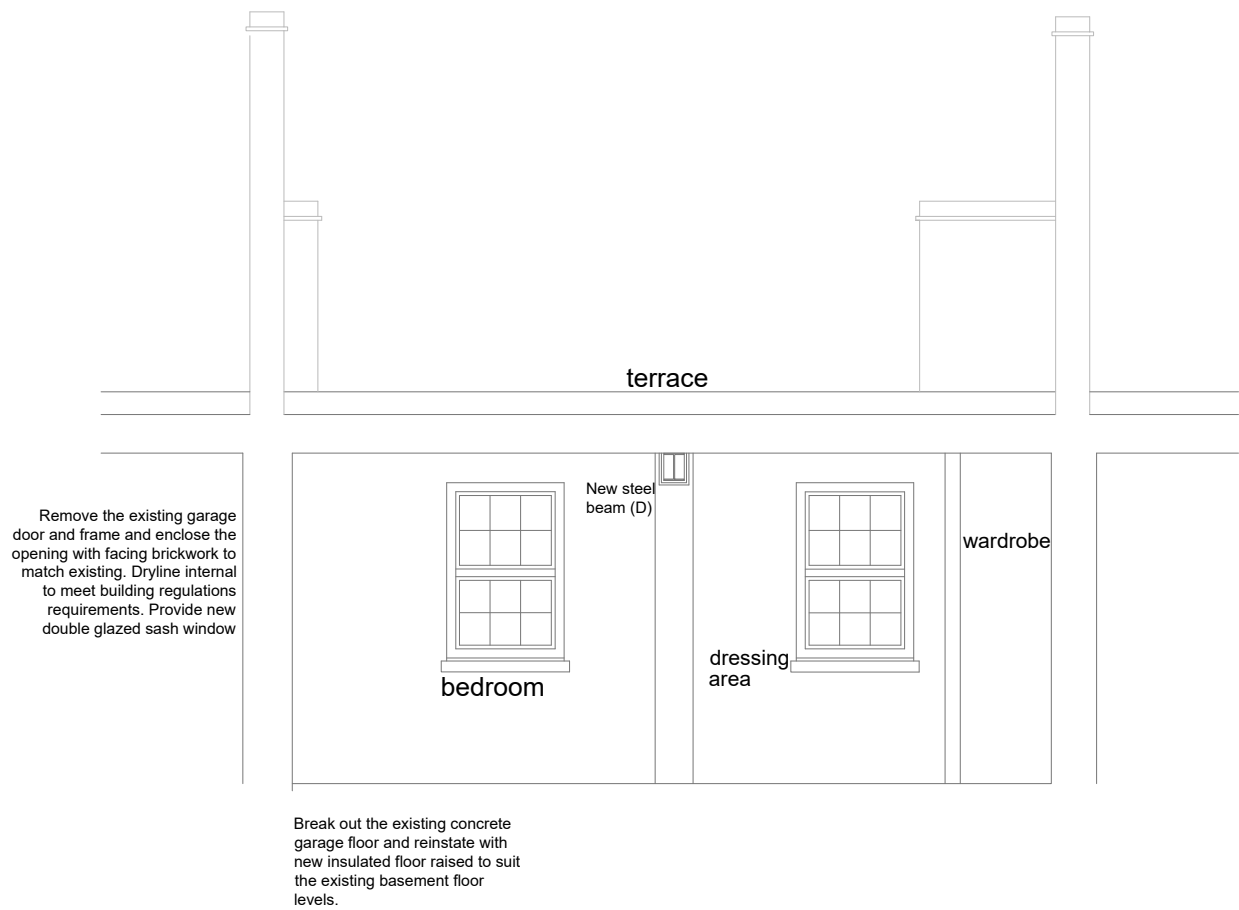 terrace
New steel
beam (D)
Remove the existing garage
door and frame and enclose the
opening with facing brickwork to
match existing. Dryline internal
to meet building regulations
requirements. Provide new
double glazed sash window
wardrobe
dressing
area
bedroom
Break out the existing concrete
garage floor and reinstate with
new insulated floor raised to suit
the existing basement floor
levels.